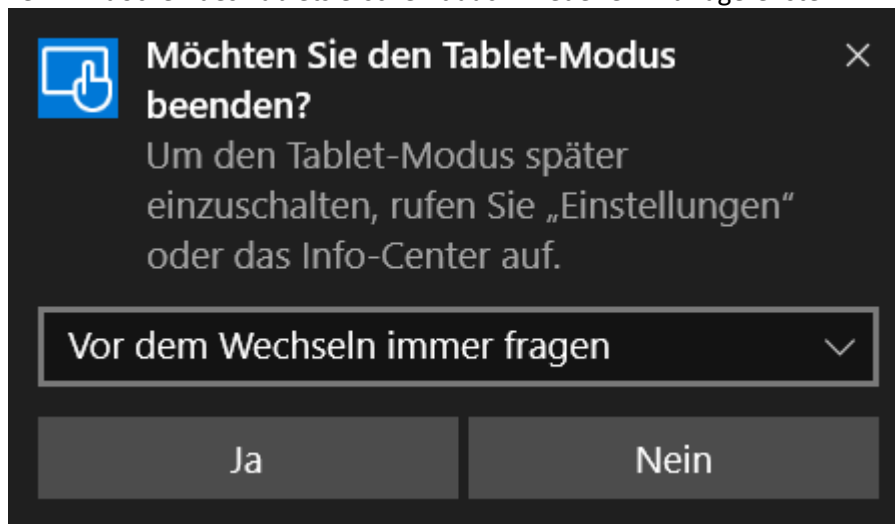 Möchten Sie den Tablet-Modus
beenden?
Um den Tablet-Modus später
einzuschalten, rufen Sie „Einstellungen“
oder das Info-Center auf.
Vor dem Wechseln immer fragen
Ja Nein